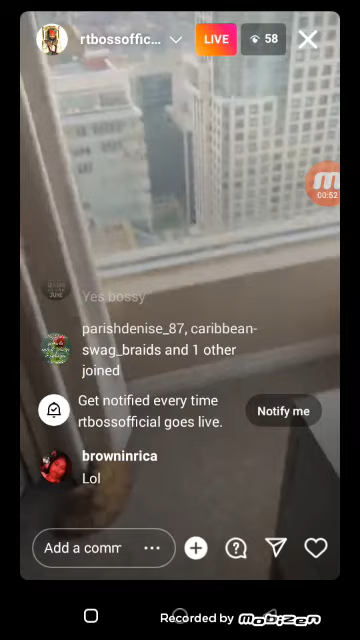 rtbossoffic...
LIVE
58
00:52
Yes bossy
parishdenise_87, caribbean-
swag_braids and 1 other
joined
Get notified every time
rtbossofficial goes live.
Notify me
browninrica
Lol
Add a comm
Recorded by MOBIZEN